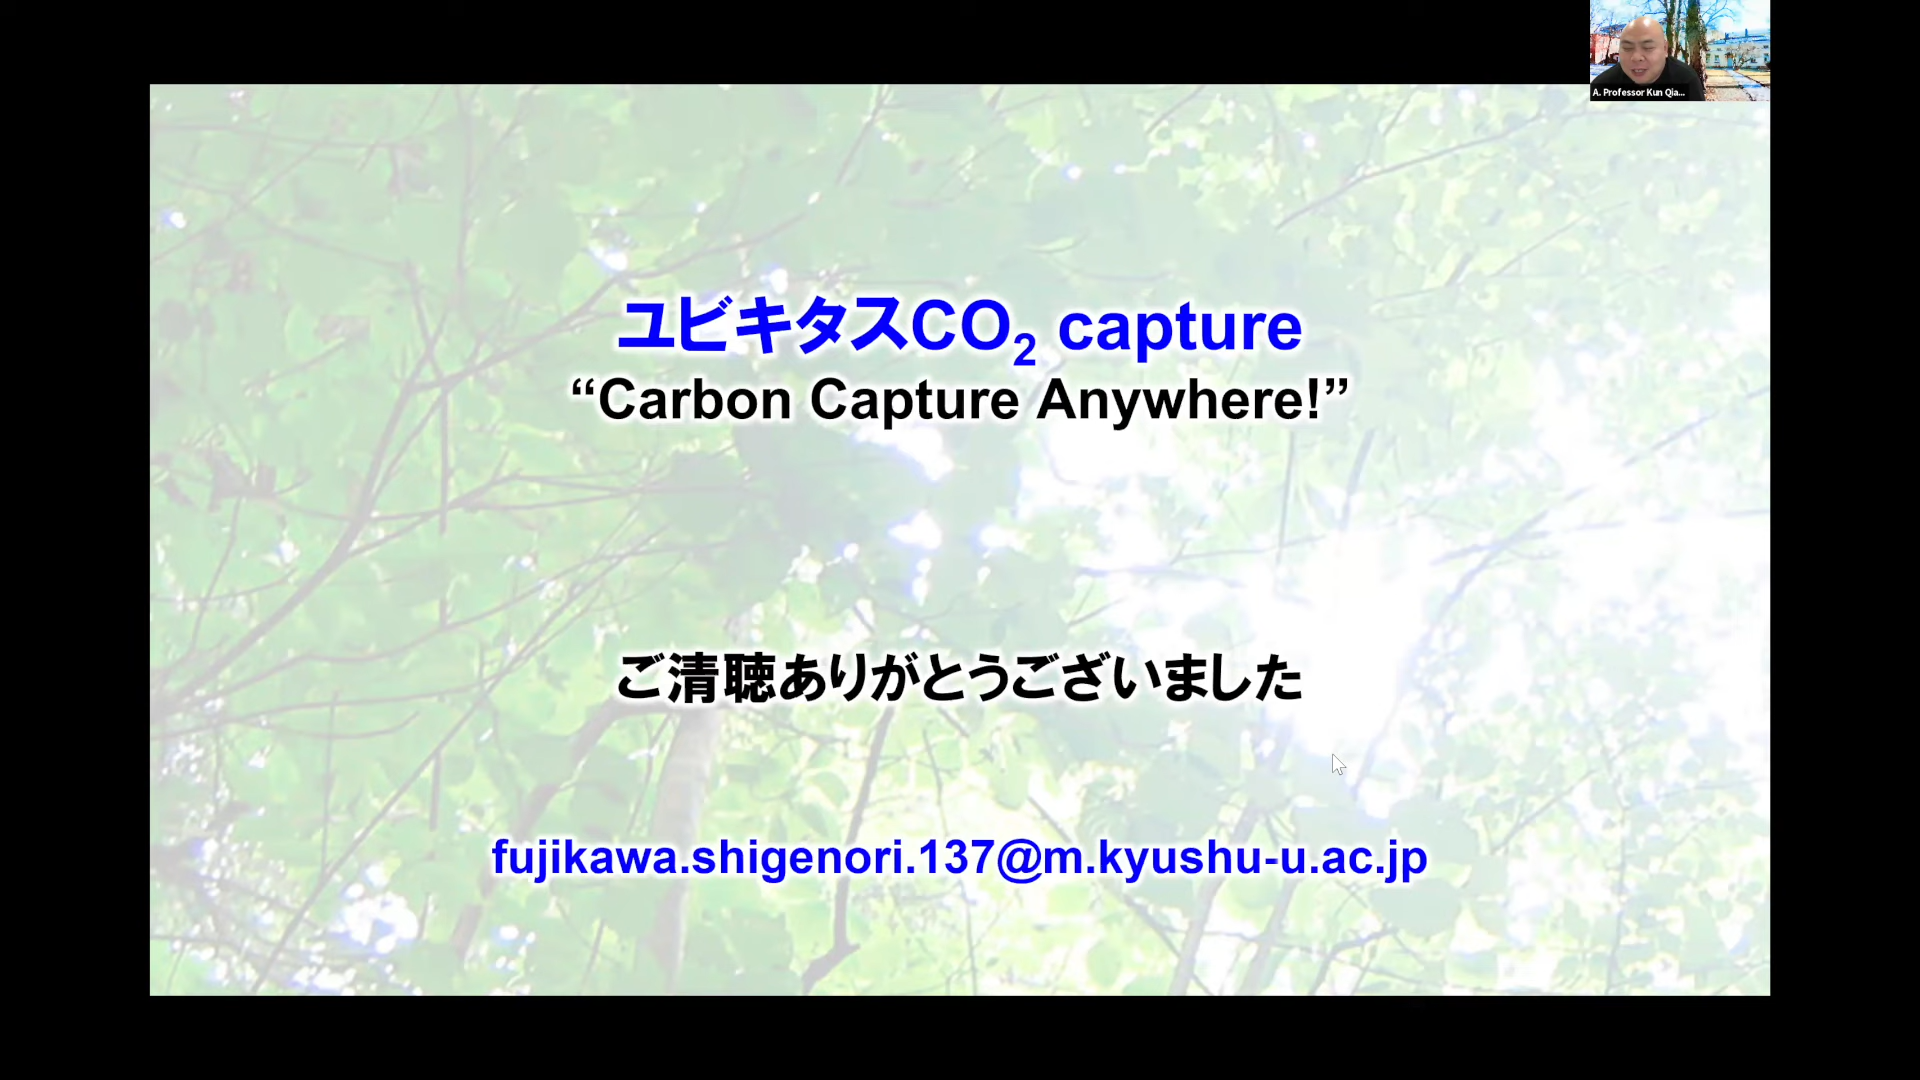 A. Professor Kun Qia...
ユビキタスCO₂ capture
“Carbon Capture Anywhere!”
ご清聴ありがとうございました
fujikawa.shigenori.137@m.kyushu-u.ac.jp